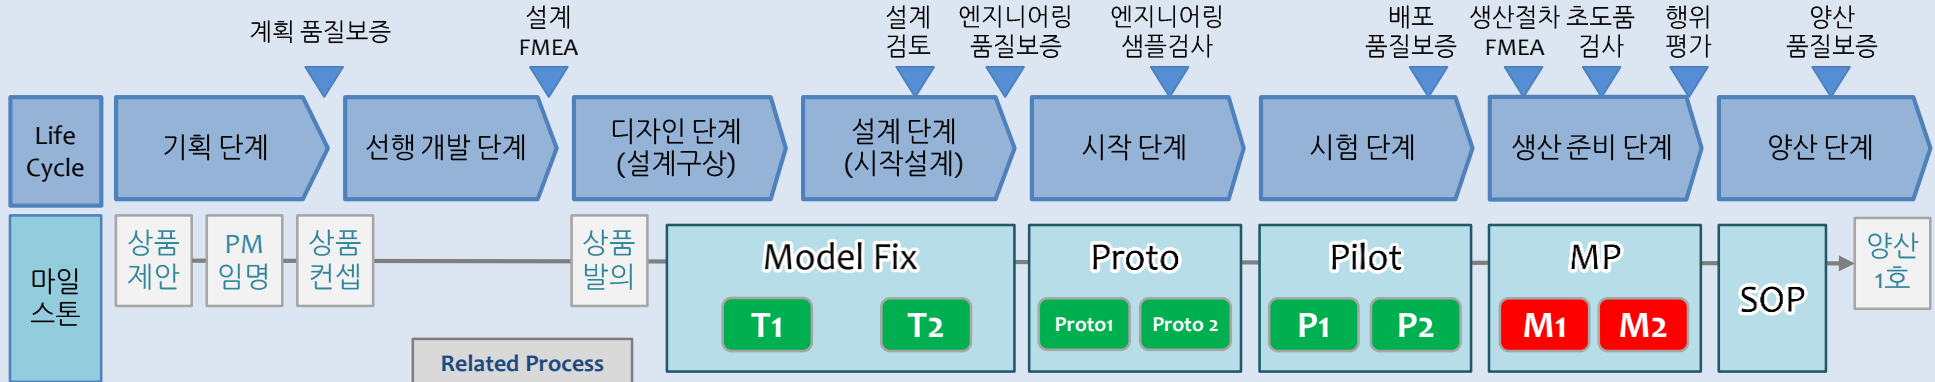 계획 품질보증
설계
FMEA
설계
검토
엔지니어링
품질보증
엔지니어링
샘플검사
배포
품질보증
생산절차
FMEA
초도품
검사
행위
평가
양산
품질보증
Life
Cycle
기획 단계
선행 개발 단계
디자인 단계
(설계구상)
설계 단계
(시작설계)
시작 단계
시험 단계
생산 준비 단계
양산 단계
마일
스톤
상품
제안
PM
임명
상품
컨셉
상품
발의
Model Fix
T1
T2
Proto
Proto1
Proto 2
Pilot
P1
P2
MP
M1
M2
SOP
양산
1호
Related Process